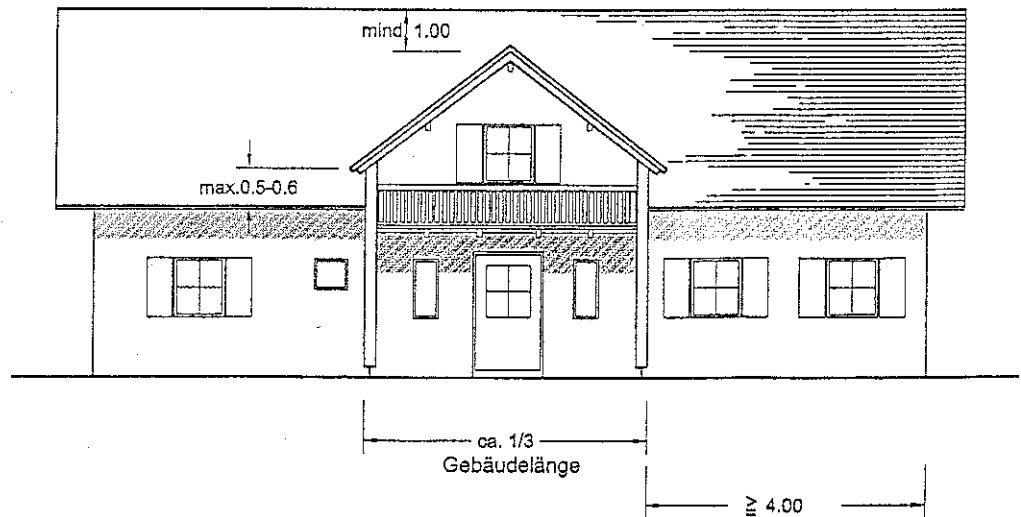 mind. 1.00
max.0.5-0.6
ca. 1/3
Gebäudelänge
≧ 4.00